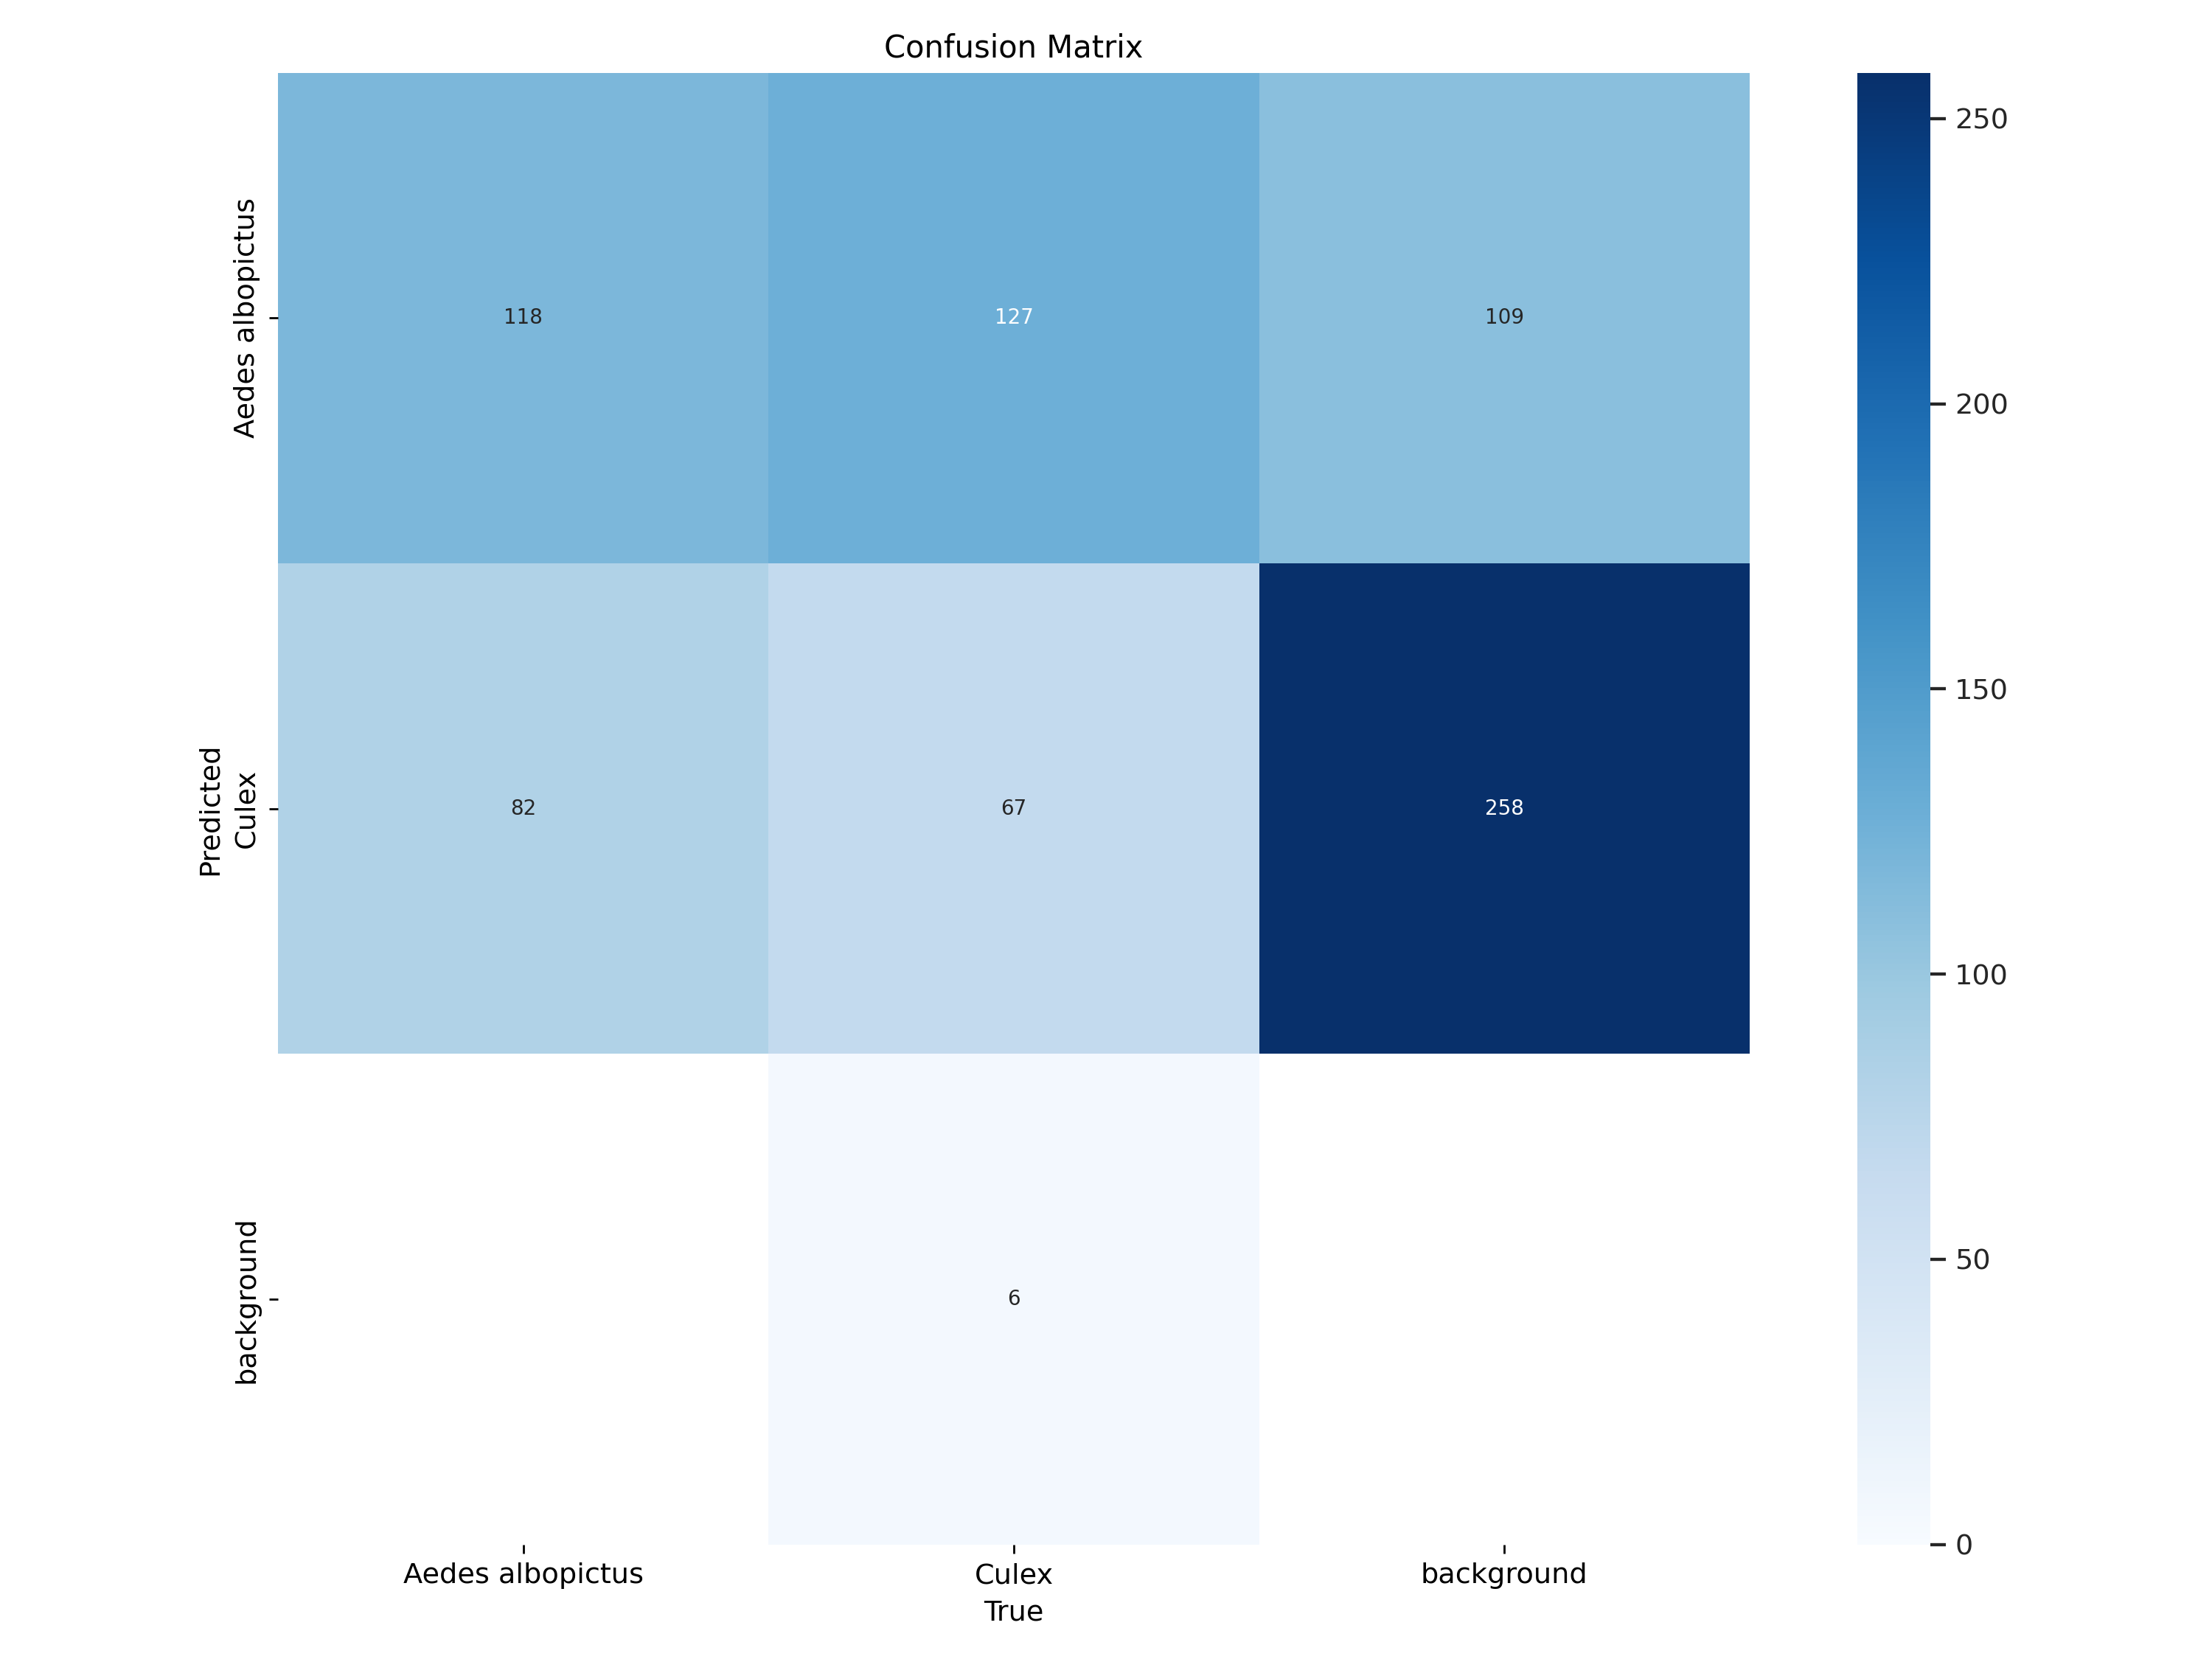 Confusion Matrix
Predicted
Aedes albopictus
118
127
109
Culex
82
67
258
background
6
Aedes albopictus
Culex
background
True
250
200
150
100
50
0